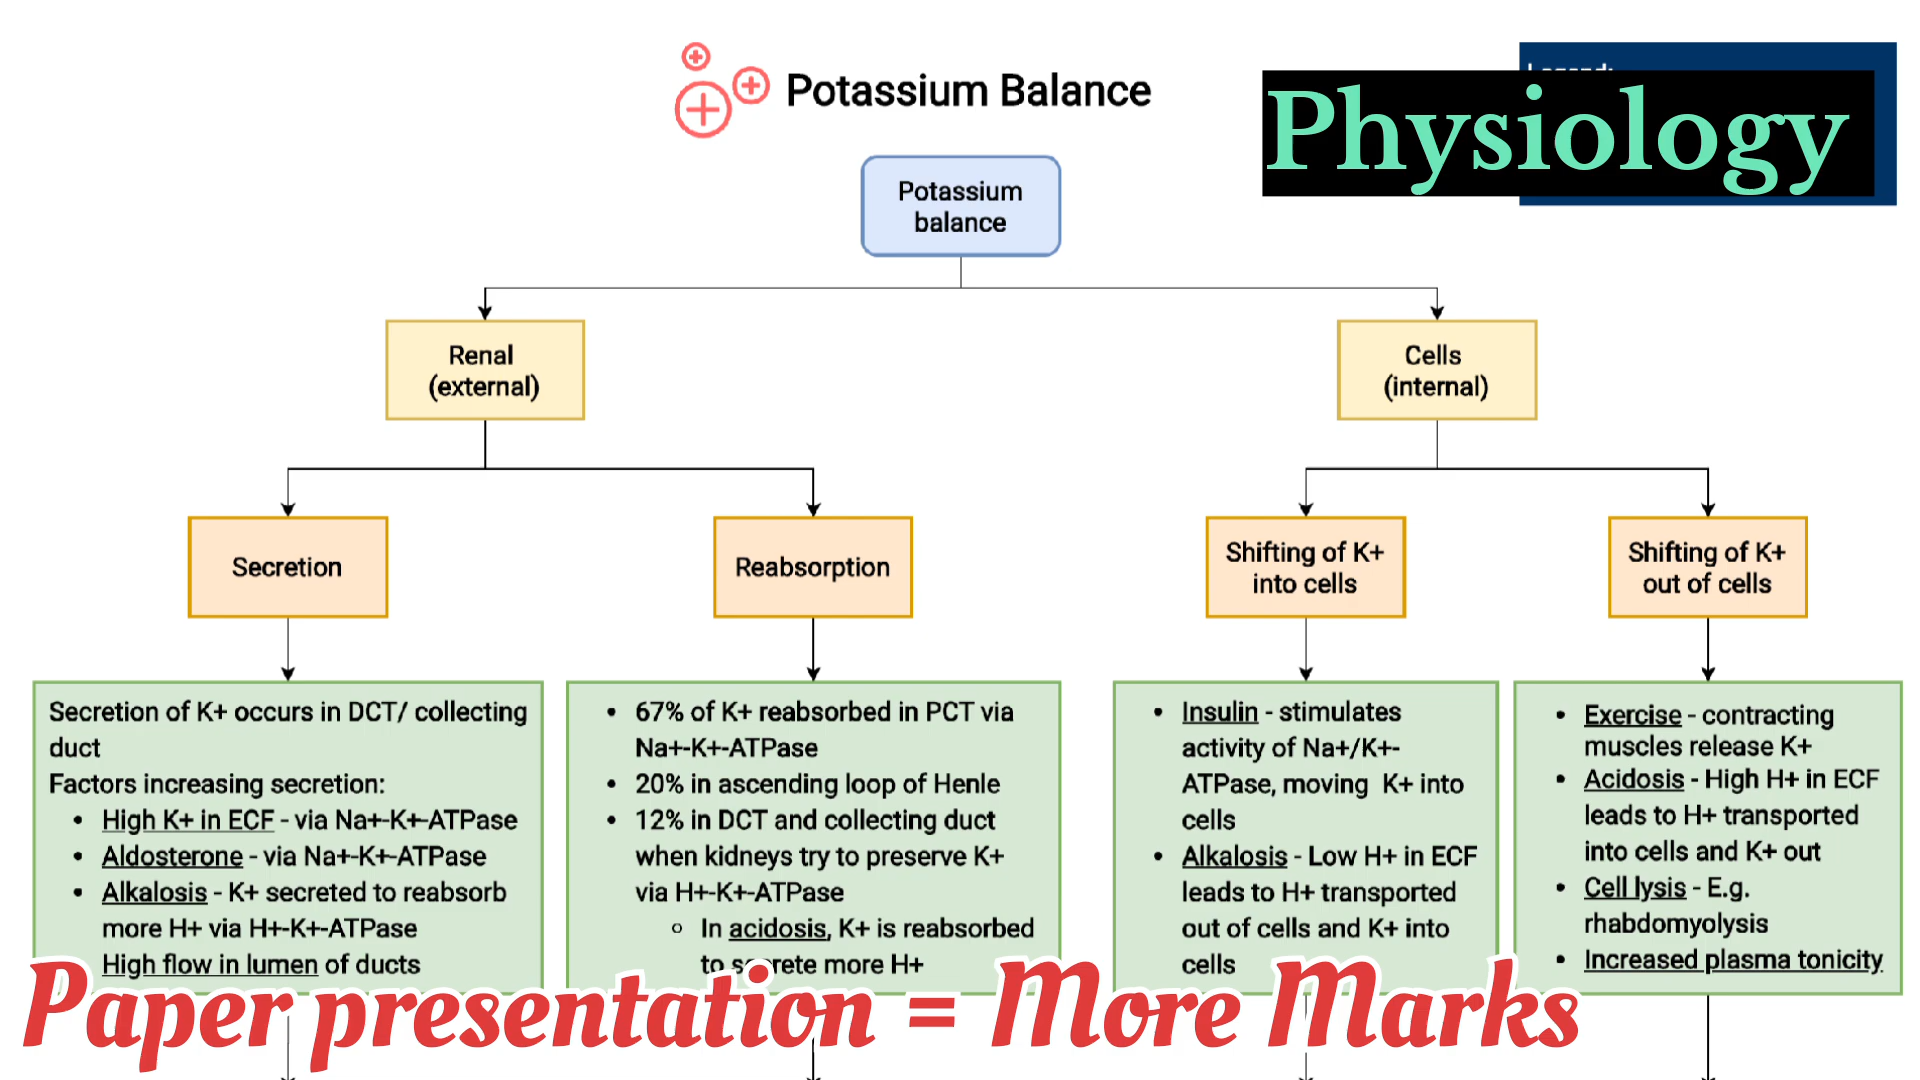 Potassium Balance
Legend:
Physiology
Potassium
balance
Renal
(external)
Cells
(internal)
Secretion
Reabsorption
Shifting of K+
into cells
Shifting of K+
out of cells
Secretion of K+ occurs in DCT/ collecting
duct
Factors increasing secretion:
• High K+ in ECF - via Na+-K+-ATPase
• Aldosterone - via Na+-K+-ATPase
• Alkalosis - K+ secreted to reabsorb
more H+ via H+-K+-ATPase
High flow in lumen of ducts
• 67% of K+ reabsorbed in PCT via
Na+-K+-ATPase
• 20% in ascending loop of Henle
• 12% in DCT and collecting duct
when kidneys try to preserve K+
via H+-K+-ATPase
◦ In acidosis, K+ is reabsorbed
to secrete more H+
• Insulin - stimulates
activity of Na+/K+-
ATPase, moving K+ into
cells
• Alkalosis - Low H+ in ECF
leads to H+ transported
out of cells and K+ into
cells
• Exercise - contracting
muscles release K+
• Acidosis - High H+ in ECF
leads to H+ transported
into cells and K+ out
• Cell lysis - E.g.
rhabdomyolysis
• Increased plasma tonicity
Paper presentation = More Marks